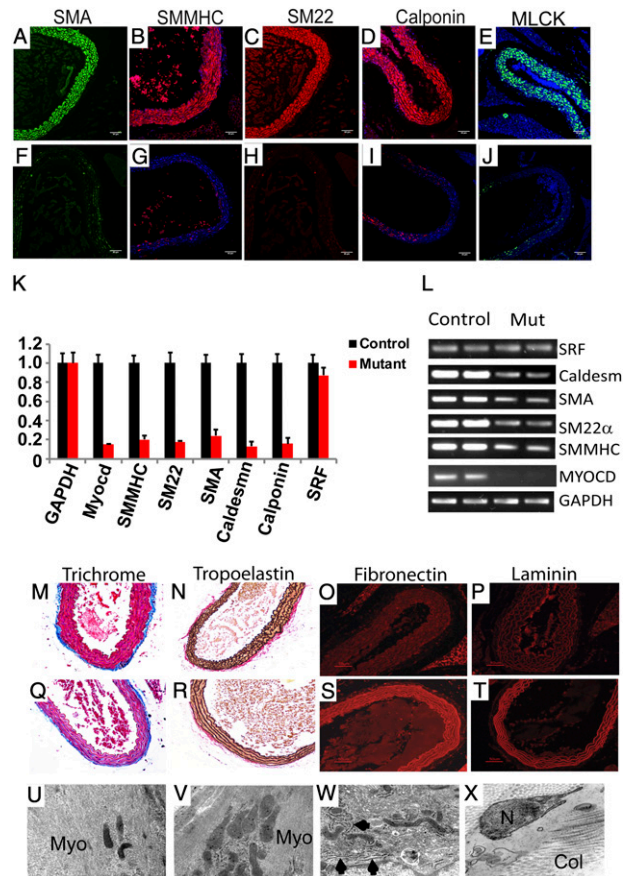 SMA SMMHC SM22 Calponin MLCK
A B C D E
F G H I J
K L
1.2
1.0
0.8
0.6
0.4
0.2
0
Control
Mutant
GAPDH Myocd SMMHC SM22 SMA Caldesmn Calponin SRF
Control Mut
SRF
Caldesm
SMA
SM22α
SMMHC
MYOCD
GAPDH
Trichrome Tropoelastin Fibronectin Laminin
M N O P
Q R S T
U V W X
Myo Myo N
Col